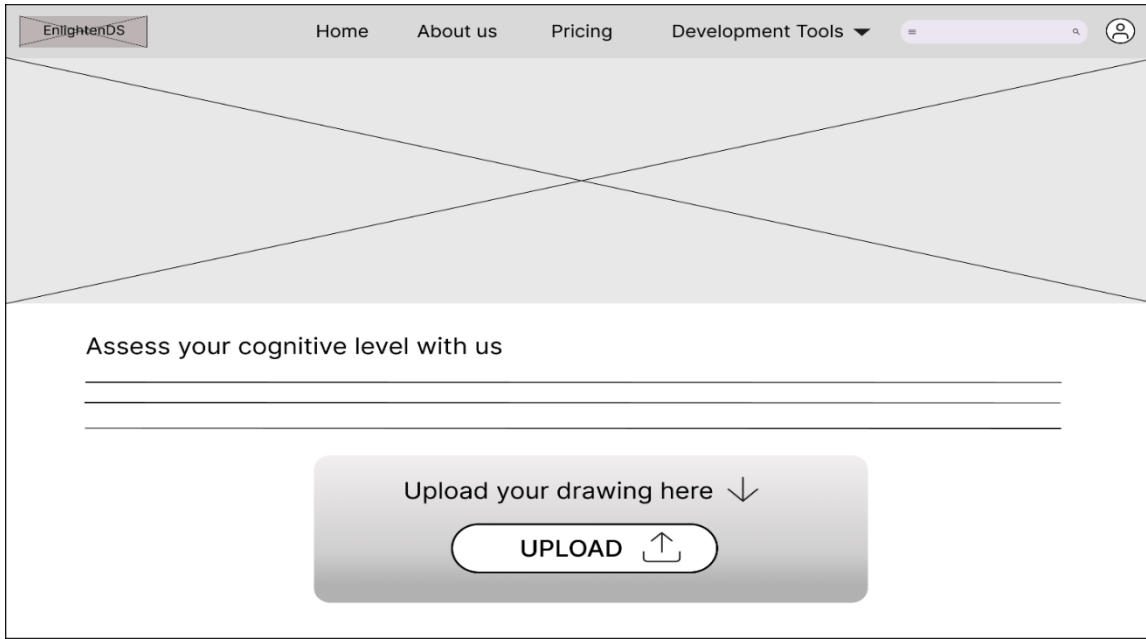 EnlightenDS
Home About us Pricing Development Tools
Assess your cognitive level with us
Upload your drawing here
UPLOAD